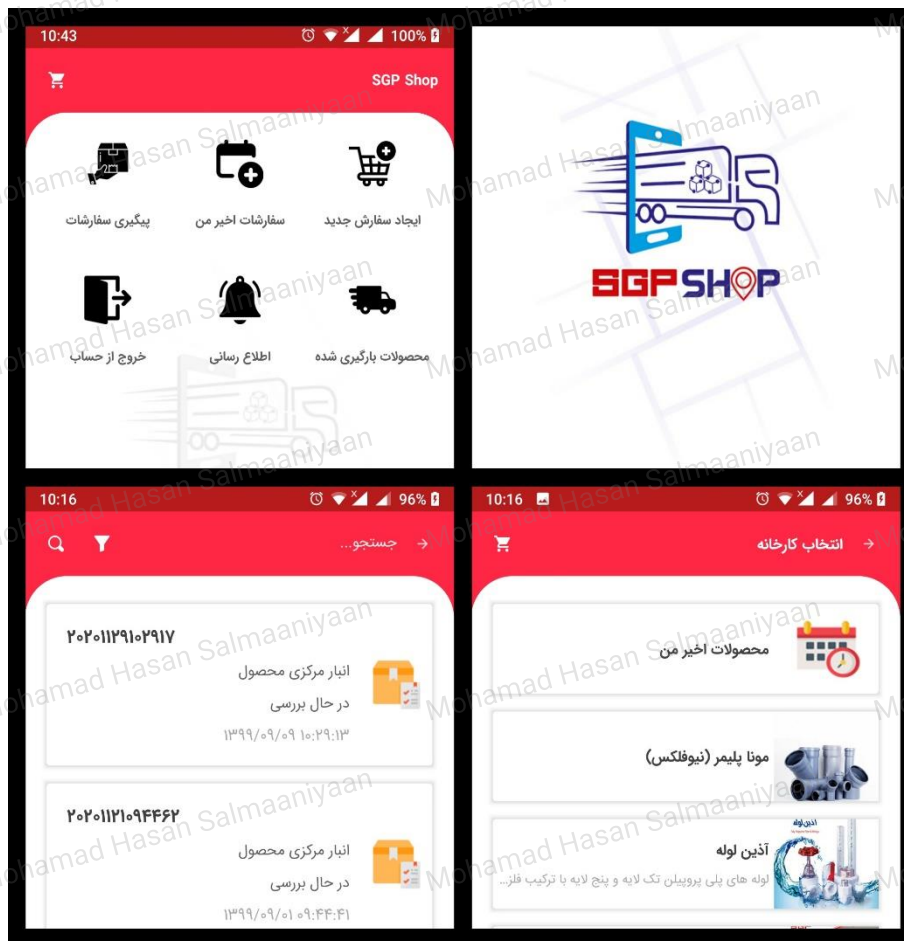 10:43
100%
SGP Shop
ایجاد سفارش جدید
سفارشات اخیر من
پیگیری سفارشات
محصولات بارگیری شده
اطلاع رسانی
خروج از حساب
SGP SHOP
10:16
96%
جستجو...
۲۰۲۰۱۱۲۹۱۰۲۹۱۷
انبار مرکزی محصول
در حال بررسی
۱۳۹۹/۰۹/۰۹ ۱۰:۲۹:۱۳
۲۰۲۰۱۱۲۱۰۹۴۴۶۲
انبار مرکزی محصول
در حال بررسی
۱۳۹۹/۰۹/۰۱ ۰۹:۴۴:۴۱
10:16
96%
انتخاب کارخانه
محصولات اخیر من
مونا پلیمر (نیوفلکس)
آذین لوله
آذین لوله
لوله های پلی پروپیلن تک لایه و پنج لایه با ترکیب فلز...
Mohamad Hasan Salmaaniyaan